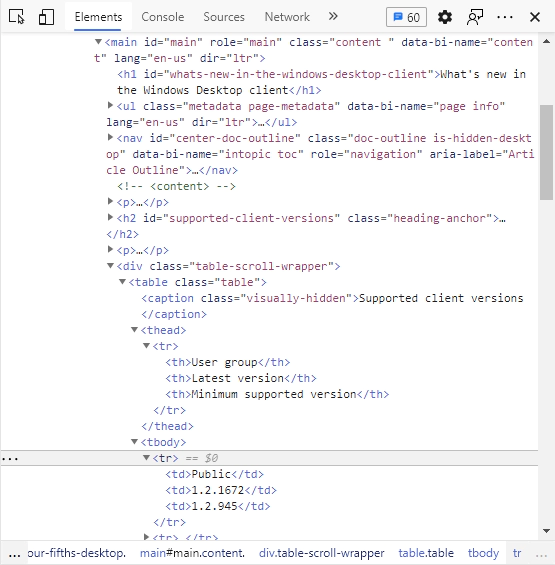 Elements Console Sources Network » 60
<main id="main" role="main" class="content " data-bi-name="conten
t" lang="en-us" dir="ltr">
<h1 id="whats-new-in-the-windows-desktop-client">What's new in
the Windows Desktop client</h1>
<ul class="metadata page-metadata" data-bi-name="page info"
lang="en-us" dir="ltr">…</ul>
<nav id="center-doc-outline" class="doc-outline is-hidden-deskt
op" data-bi-name="intopic toc" role="navigation" aria-label="Arti
cle Outline">…</nav>
<!-- <content> -->
<p>…</p>
<h2 id="supported-client-versions" class="heading-anchor">…
</h2>
<p>…</p>
<div class="table-scroll-wrapper">
<table class="table">
<caption class="visually-hidden">Supported client versions
</caption>
<thead>
<tr>
<th>User group</th>
<th>Latest version</th>
<th>Minimum supported version</th>
</tr>
</thead>
<tbody>
… <tr> == $0
<td>Public</td>
<td>1.2.1672</td>
<td>1.2.945</td>
</tr>
<tr> </tr>
… our-fifths-desktop. main#main.content. div.table-scroll-wrapper table.table tbody tr …